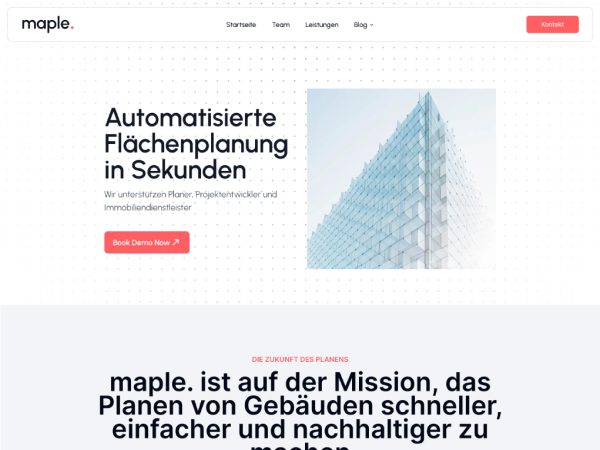 maple.
Startseite
Team
Leistungen
Blog
Kontakt
Automatisierte
Flächenplanung
in Sekunden
Wir unterstützen Planer, Projektentwickler und
Immobiliendienstleister
Book Demo Now
DIE ZUKUNFT DES PLANENS
maple. ist auf der Mission, das
Planen von Gebäuden schneller,
einfacher und nachhaltiger zu
machen